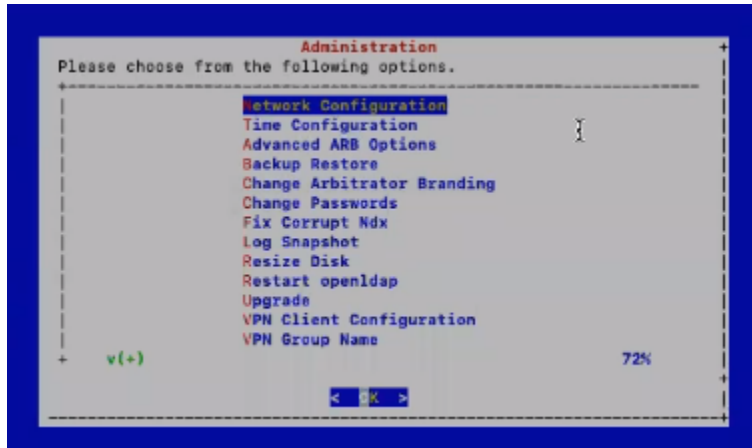 Administration
Please choose from the following options.
Network Configuration
Time Configuration
Advanced ARB Options
Backup Restore
Change Arbitrator Branding
Change Passwords
Fix Corrupt Ndx
Log Snapshot
Resize Disk
Restart openldap
Upgrade
VPN Client Configuration
VPN Group Name
v(+) 72%
< OK >